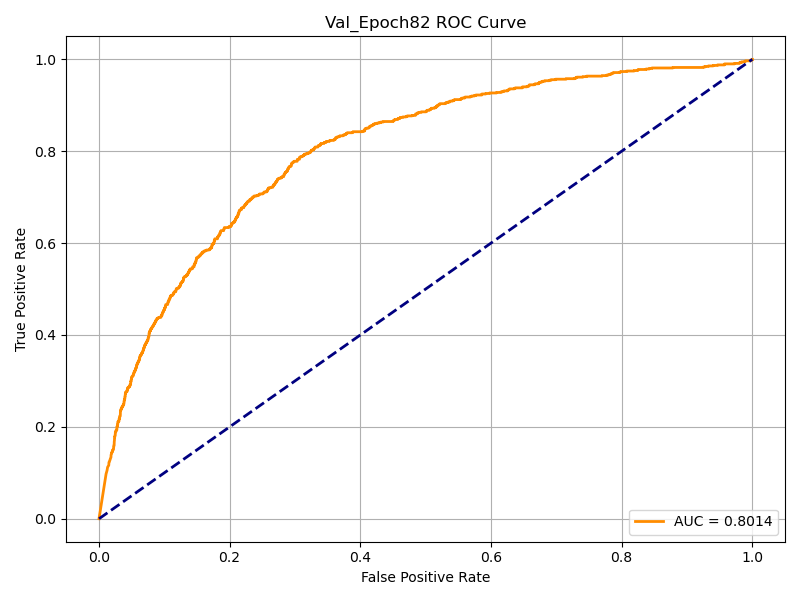 Val_Epoch82 ROC Curve
True Positive Rate
1.0
0.8
0.6
0.4
0.2
0.0
0.0 0.2 0.4 0.6 0.8 1.0
False Positive Rate
AUC = 0.8014